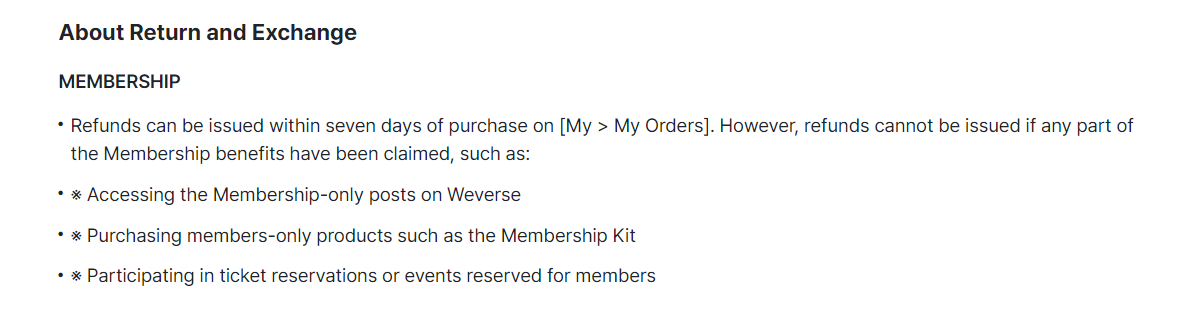 About Return and Exchange
MEMBERSHIP
• Refunds can be issued within seven days of purchase on [My > My Orders]. However, refunds cannot be issued if any part of
the Membership benefits have been claimed, such as:
• ※ Accessing the Membership-only posts on Weverse
• ※ Purchasing members-only products such as the Membership Kit
• ※ Participating in ticket reservations or events reserved for members